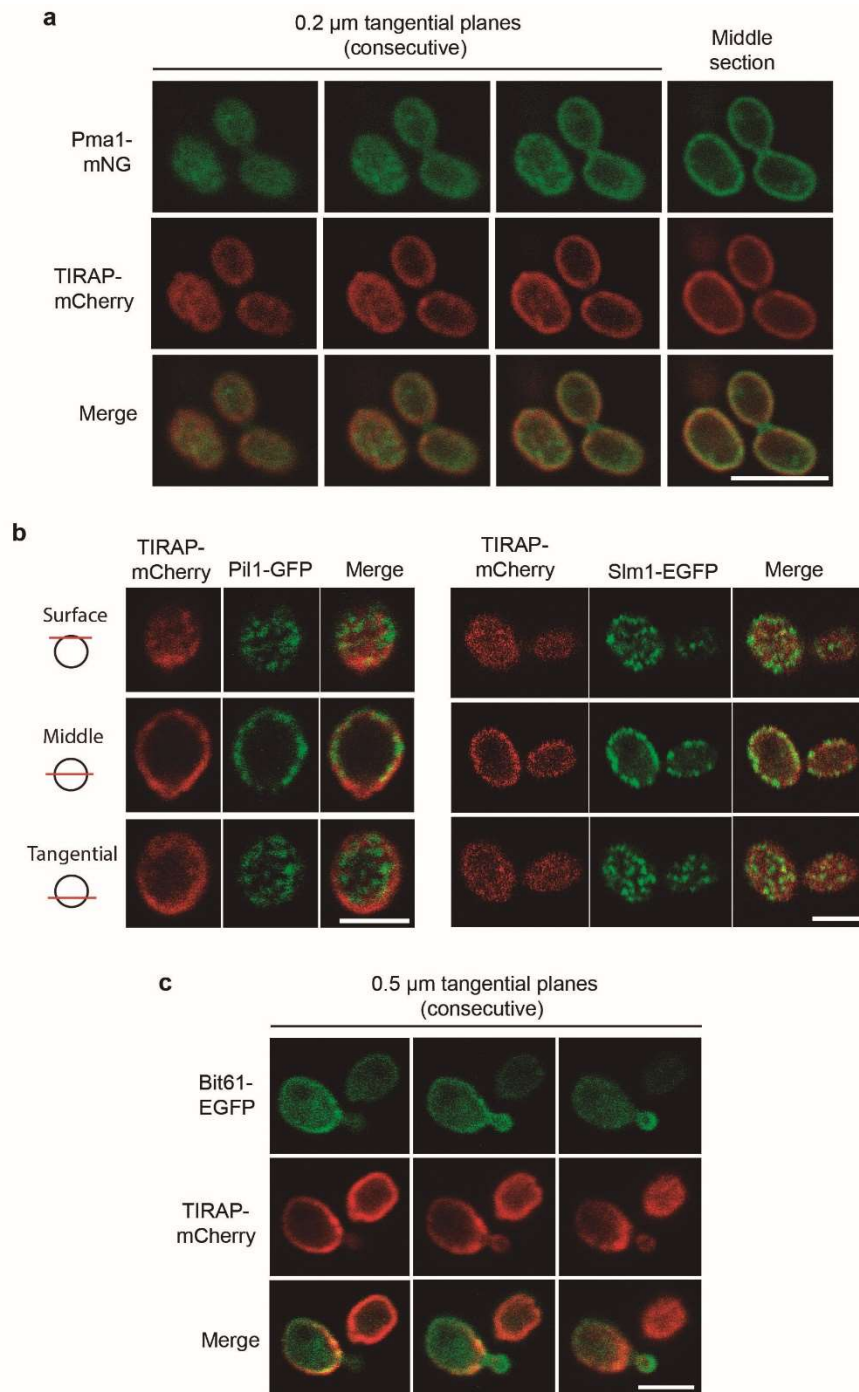 a
0.2 µm tangential planes
(consecutive)
Middle
section
Pma1-
mNG
TIRAP-
mCherry
Merge
b
TIRAP-
mCherry
Pil1-GFP
Merge
TIRAP-
mCherry
Slm1-EGFP
Merge
Surface
Middle
Tangential
c
0.5 µm tangential planes
(consecutive)
Bit61-
EGFP
TIRAP-
mCherry
Merge